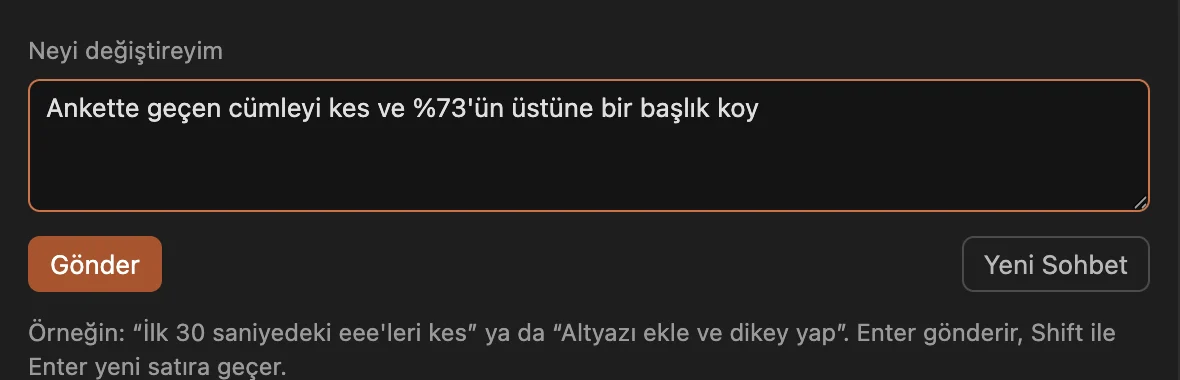 Neyi değiştireyim
Ankette geçen cümleyi kes ve %73'ün üstüne bir başlık koy
Gönder
Yeni Sohbet
Örneğin: “İlk 30 saniyedeki eee'leri kes” ya da “Altyazı ekle ve dikey yap”. Enter gönderir, Shift ile
Enter yeni satıra geçer.